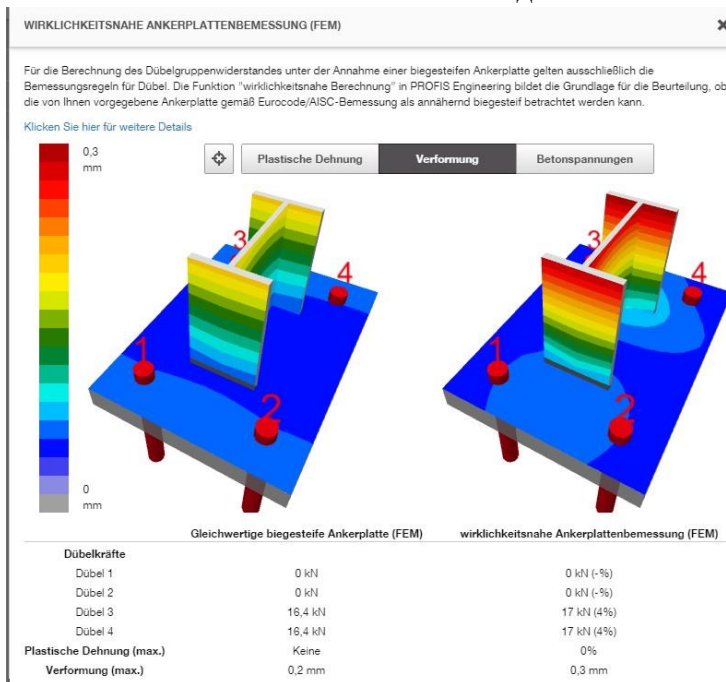 WIRKLICHKEITSNAHE ANKERPLATTENBEMESSUNG (FEM)
Für die Berechnung des Dübelgruppenwiderstandes unter der Annahme einer biegesteifen Ankerplatte gelten ausschließlich die
Bemessungsregeln für Dübel. Die Funktion "wirklichkeitsnahe Berechnung" in PROFIS Engineering bildet die Grundlage für die Beurteilung, ob
die von Ihnen vorgegebene Ankerplatte gemäß Eurocode/AISC-Bemessung als annähernd biegesteif betrachtet werden kann.
Klicken Sie hier für weitere Details
0,3
mm
Plastische Dehnung Verformung Betonspannungen
3 4 3 4
1 2 1 2
0
mm
Gleichwertige biegesteife Ankerplatte (FEM) wirklichkeitsnahe Ankerplattenbemessung (FEM)
Dübelkräfte
Dübel 1 0 kN 0 kN (-%)
Dübel 2 0 kN 0 kN (-%)
Dübel 3 16,4 kN 17 kN (4%)
Dübel 4 16,4 kN 17 kN (4%)
Plastische Dehnung (max.) Keine 0%
Verformung (max.) 0,2 mm 0,3 mm